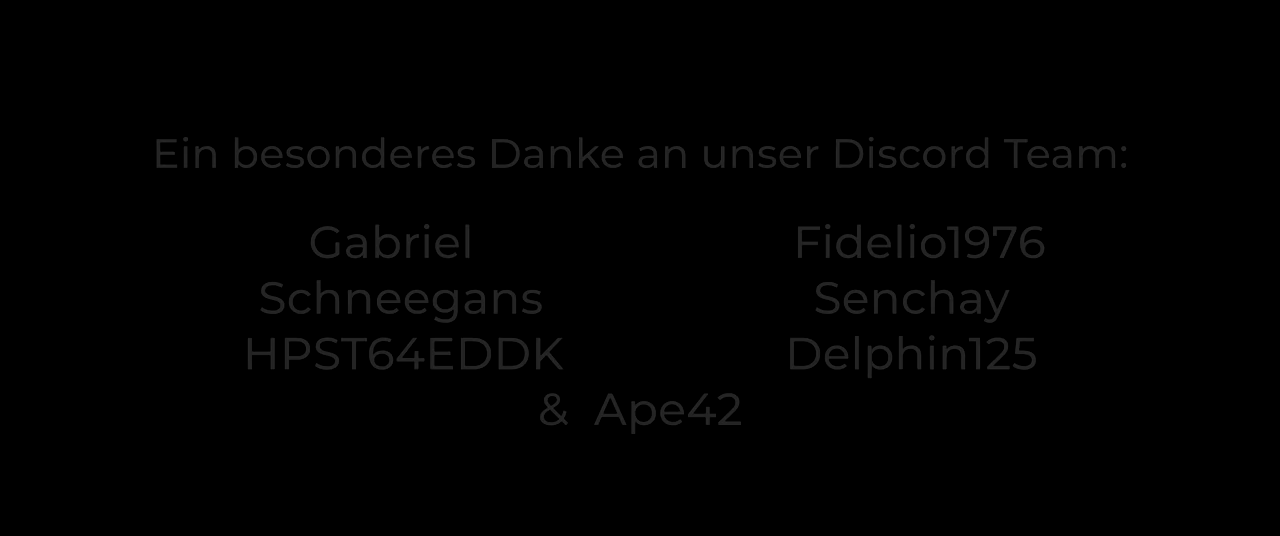 Ein besonderes Danke an unser Discord Team:
Gabriel Fidelio1976
Schneegans Senchay
HPST64EDDK Delphin125
& Ape42